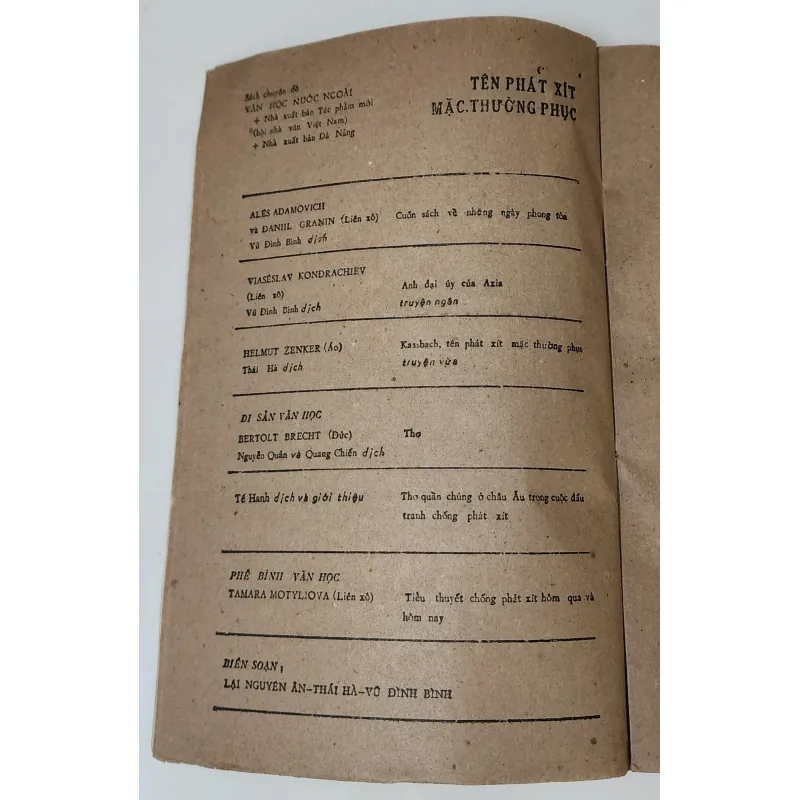 Sách chuyên đề
VĂN HỌC NƯỚC NGOÀI
+ Nhà xuất bản Tác phẩm mới
(Hội nhà văn Việt Nam)
+ Nhà xuất bản Đà Nẵng
TÊN PHÁT XÍT
MẶC.THƯỜNG PHỤC
ALÊS ADAMOVICH
và ĐANIIL GRANIN (Liên xô)
Vũ Đình Bình dịch
Cuốn sách về những ngày phong tỏa
VIASÉSLAV KONDRACHIEV
(Liên xô)
Vũ Đình Bình dịch
Anh đại úy của Axia
truyện ngắn
HELMUT ZENKER (Áo)
Thái Hà dịch
Kassbach, tên phát xít mặc thường phục
truyện vừa
DI SẢN VĂN HỌC
BERTOLT BRECHT (Đức)
Nguyễn Quân và Quang Chiến dịch
Thơ
Tế Hanh dịch và giới thiệu
Thơ quần chúng ở châu Âu trong cuộc đấu
tranh chống phát xít
PHÊ BÌNH VĂN HỌC
TAMARA MOTYLIOVA (Liên xô)
Tiểu thuyết chống phát xít hôm qua và
hôm nay
BIÊN SOẠN :
LẠI NGUYÊN ÂN-THÁI HÀ-VŨ ĐÌNH BÌNH